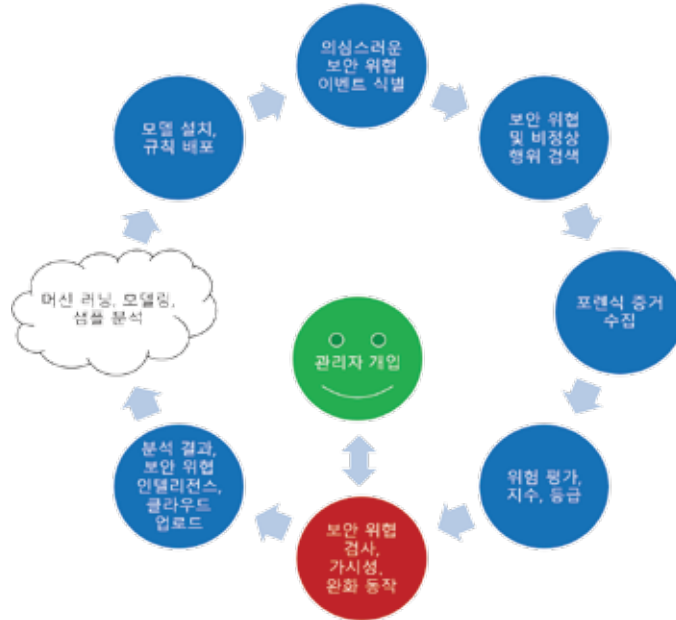 의심스러운
보안 위협
이벤트 식별
보안 위협
및 비정상
행위 검색
포렌식 증거
수집
위험 평가,
지수, 등급
보안 위협
검사,
가시성,
완화 동작
분석 결과,
보안 위협
인텔리전스,
클라우드
업로드
머신 러닝, 모델링,
샘플 분석
모델 설치,
규칙 배포
관리자 개입